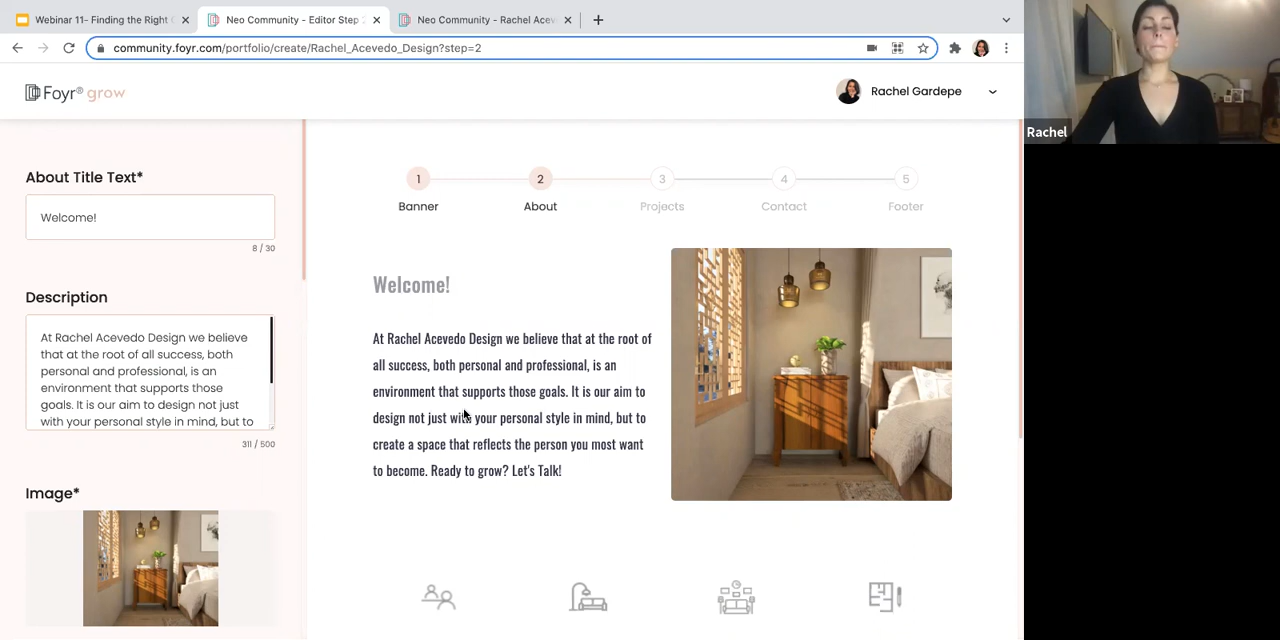 Webinar 11- Finding the Right
Neo Community - Editor Step
Neo Community - Rachel Acev
community.foyr.com/portfolio/create/Rachel_Acevedo_Design?step=2
Foyr® grow
Rachel Gardepe
Rachel
About Title Text*
Welcome!
8 / 30
Description
At Rachel Acevedo Design we believe
that at the root of all success, both
personal and professional, is an
environment that supports those
goals. It is our aim to design not just
with your personal style in mind, but to
311 / 500
Image*
1
2
3
4
5
Banner
About
Projects
Contact
Footer
Welcome!
At Rachel Acevedo Design we believe that at the root of
all success, both personal and professional, is an
environment that supports those goals. It is our aim to
design not just with your personal style in mind, but to
create a space that reflects the person you most want
to become. Ready to grow? Let's Talk!